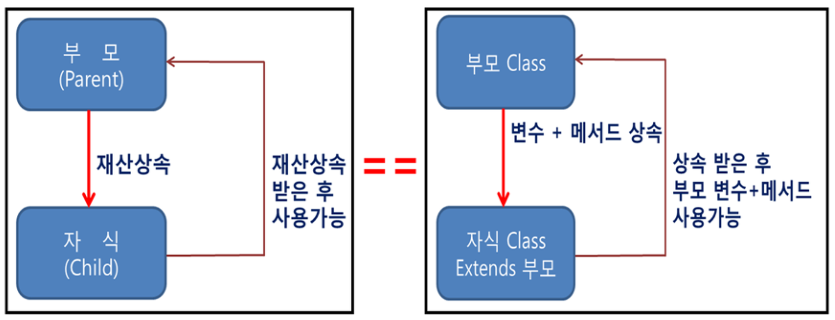 부 모
(Parent)
재산상속
재산상속
받은 후
사용가능
자 식
(Child)
==
부모 Class
변수 + 메서드 상속
상속 받은 후
부모 변수+메서드
사용가능
자식 Class
Extends 부모